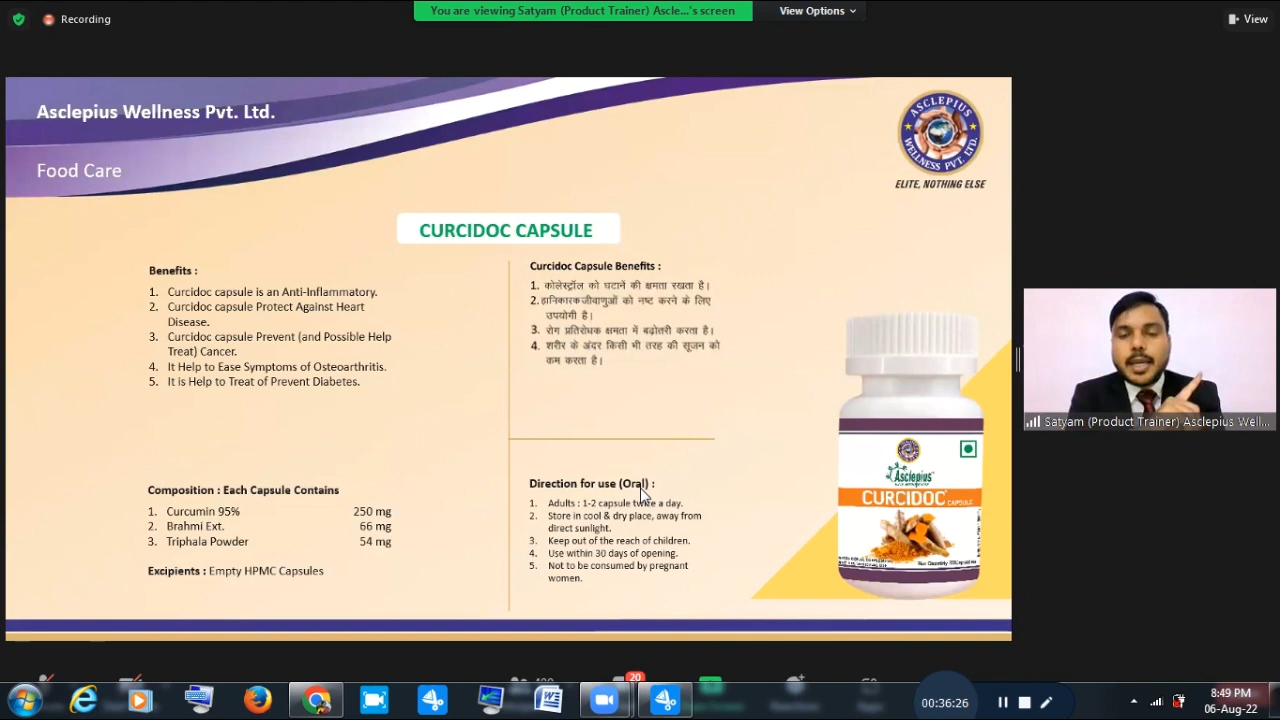 Recording
You are viewing Satyam (Product Trainer) Ascle...'s screen
View Options
View
Asclepius Wellness Pvt. Ltd.
Food Care
ASCLEPIUS
WELLNESS PVT. LTD.
ELITE, NOTHING ELSE
CURCIDOC CAPSULE
Benefits :
1. Curcidoc capsule is an Anti-Inflammatory.
2. Curcidoc capsule Protect Against Heart
Disease.
3. Curcidoc capsule Prevent (and Possible Help
Treat) Cancer.
4. It Help to Ease Symptoms of Osteoarthritis.
5. It is Help to Treat of Prevent Diabetes.
Curcidoc Capsule Benefits :
1. कोलेस्ट्रॉल को घटाने की क्षमता रखता है।
2. हानिकारक जीवाणुओं को नष्ट करने के लिए
उपयोगी है।
3. रोग प्रतिरोधक क्षमता में बढ़ोतरी करता है।
4. शरीर के अंदर किसी भी तरह की सूजन को
कम करता है।
Composition : Each Capsule Contains
1. Curcumin 95% 250 mg
2. Brahmi Ext. 66 mg
3. Triphala Powder 54 mg
Excipients : Empty HPMC Capsules
Direction for use (Oral) :
1. Adults : 1-2 capsule twice a day.
2. Store in cool & dry place, away from
direct sunlight.
3. Keep out of the reach of children.
4. Use within 30 days of opening.
5. Not to be consumed by pregnant
women.
Asclepius
CURCIDOC CAPSULE
Satyam (Product Trainer) Asclepius Well...
20
00:36:26
8:49 PM
06-Aug-22